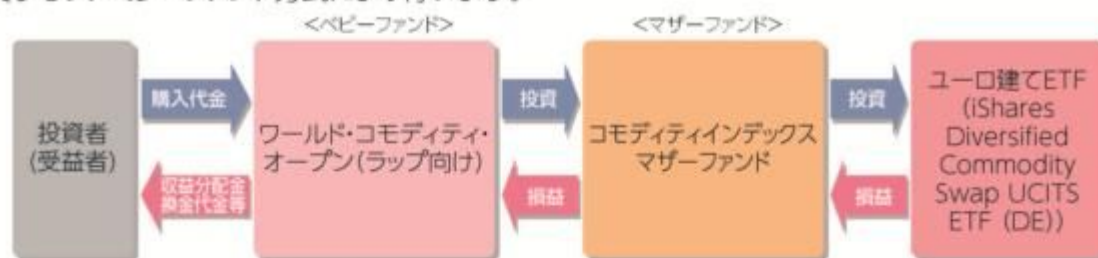 <ベビーファンド>
<マザーファンド>
投資者
(受益者)
購入代金
収益分配金
換金代金等
ワールド・コモディティ・
オープン(ラップ向け)
投資
損益
コモディティインデックス
マザーファンド
投資
損益
ユーロ建てETF
(iShares
Diversified
Commodity
Swap UCITS
ETF (DE))